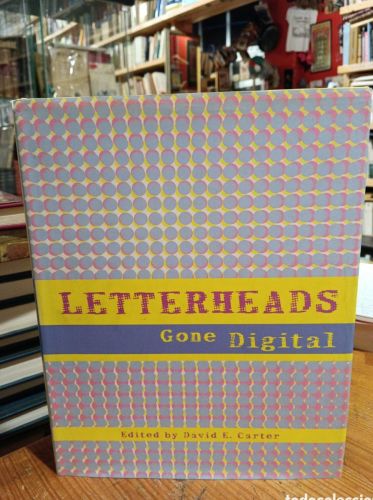 LETTERHEADS
Gone Digital
Edited by David E. Carter